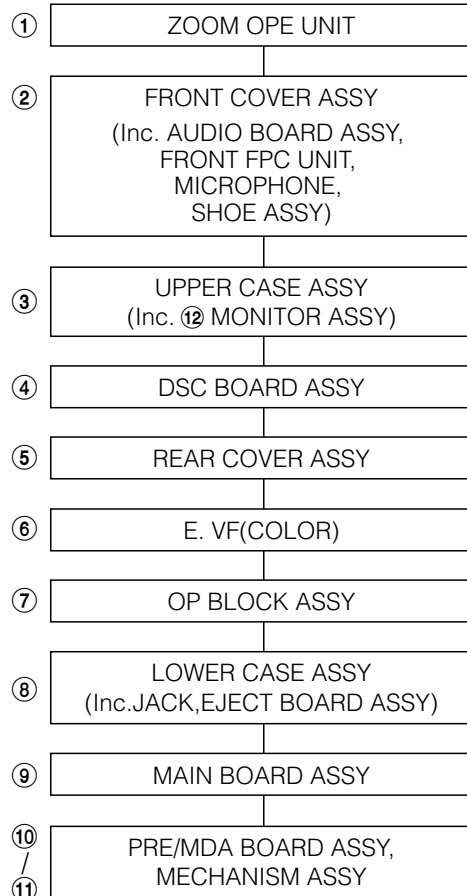 ① ZOOM OPE UNIT
② FRONT COVER ASSY
(Inc. AUDIO BOARD ASSY,
FRONT FPC UNIT,
MICROPHONE,
SHOE ASSY)
③ UPPER CASE ASSY
(Inc. ⑫ MONITOR ASSY)
④ DSC BOARD ASSY
⑤ REAR COVER ASSY
⑥ E. VF(COLOR)
⑦ OP BLOCK ASSY
⑧ LOWER CASE ASSY
(Inc.JACK,EJECT BOARD ASSY)
⑨ MAIN BOARD ASSY
⑩ / ⑪ PRE/MDA BOARD ASSY,
MECHANISM ASSY